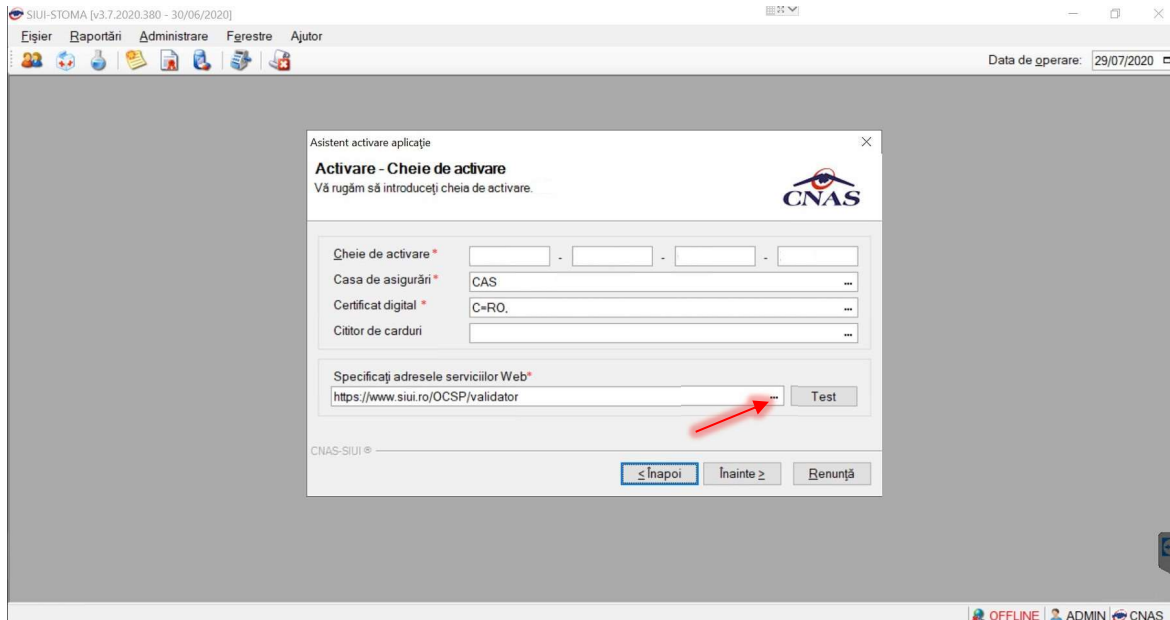 SIUI-STOMA [v3.7.2020.380 - 30/06/2020]
Fişier Raportări Administrare Ferestre Ajutor
Data de operare: 29/07/2020
Asistent activare aplicaţie
Activare - Cheie de activare
Vă rugăm să introduceţi cheia de activare.
CNAS
Cheie de activare * - - -
Casa de asigurări * CAS ...
Certificat digital * C=RO, ...
Cititor de carduri ...
Specificaţi adresele serviciilor Web*
https://www.siui.ro/OCSP/validator ... Test
CNAS-SIUI ®
< Înapoi Înainte > Renunţă
OFFLINE ADMIN CNAS